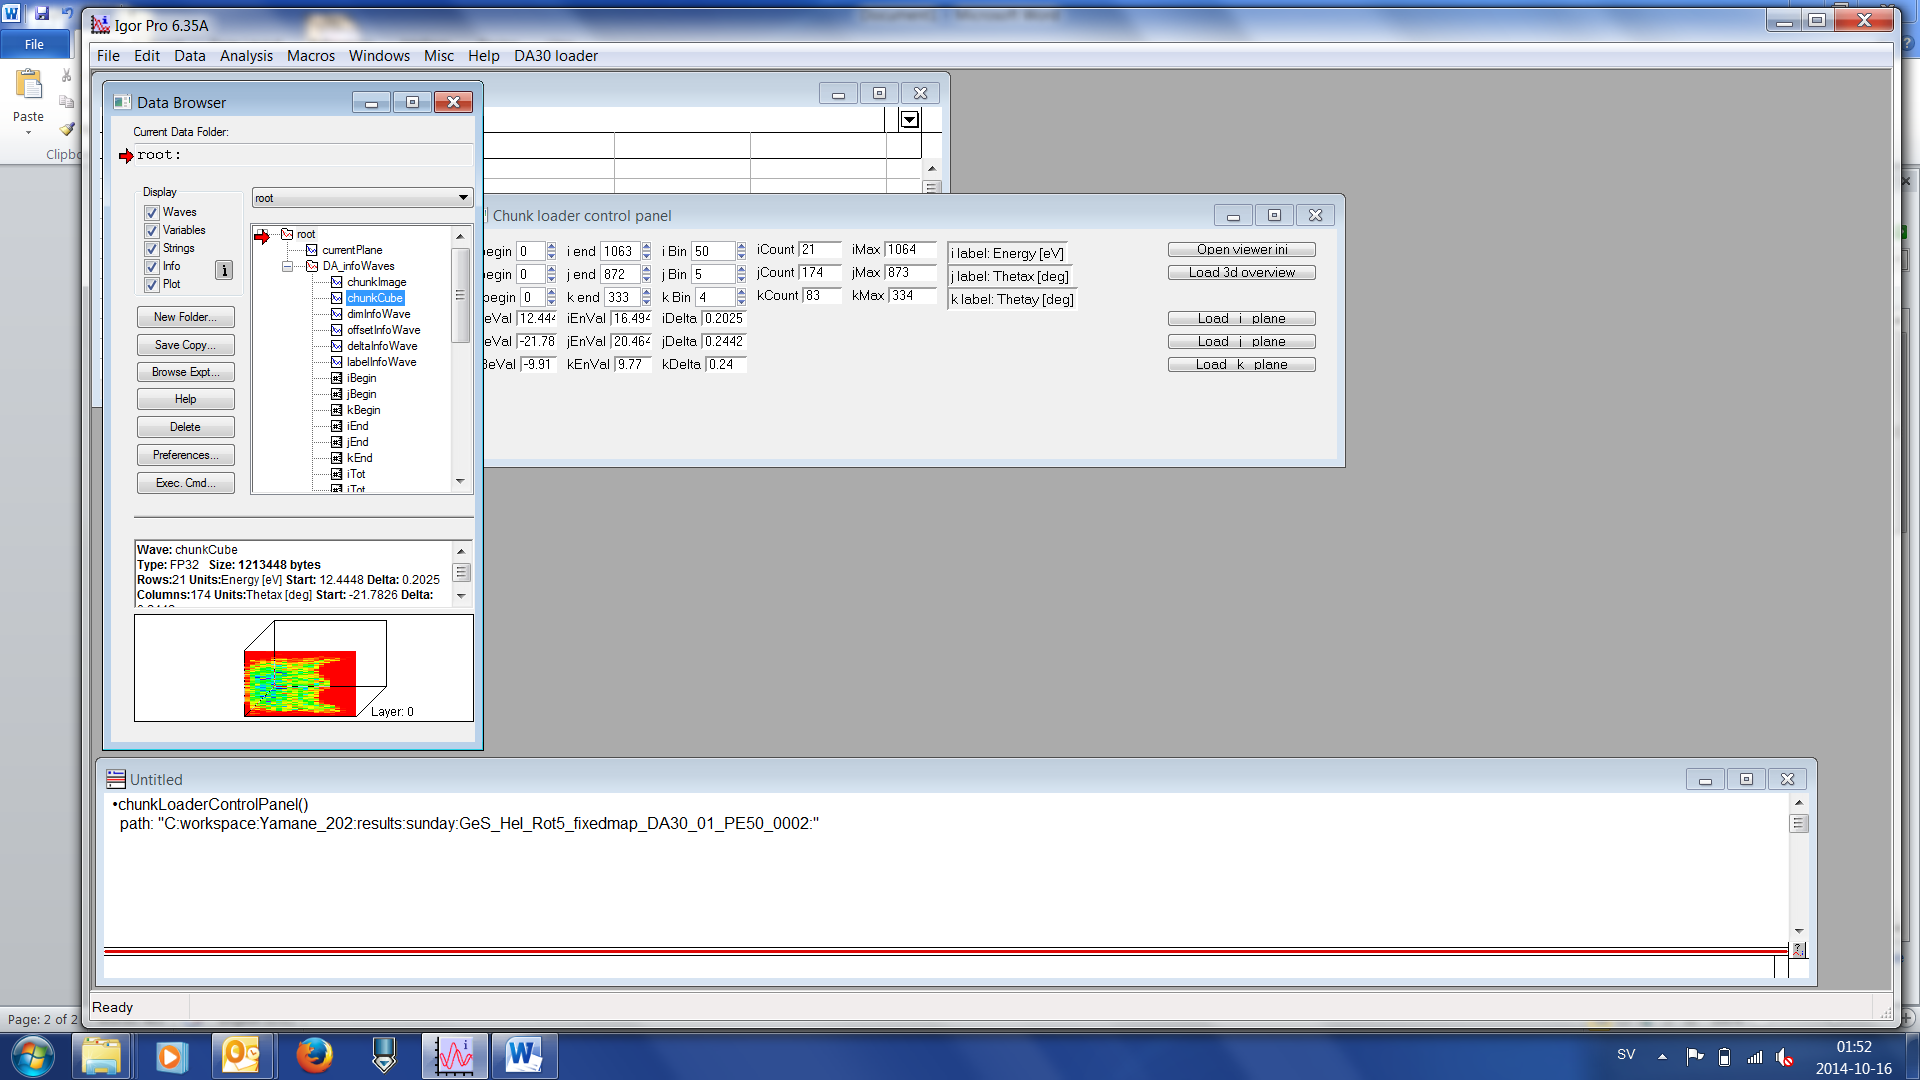 Igor Pro 6.35A
File
File Edit Data Analysis Macros Windows Misc Help DA30 loader
Paste
Data Browser
Current Data Folder:
root:
Display
Waves
Variables
Strings
Info
Plot
New Folder...
Save Copy...
Browse Expt...
Help
Delete
Preferences...
Exec. Cmd...
root
root
currentPlane
DA_infoWaves
chunkImage
chunkCube
dimInfoWave
offsetInfoWave
deltaInfoWave
labelInfoWave
iBegin
jBegin
kBegin
iEnd
jEnd
kEnd
iTot
jTot
Wave: chunkCube
Type: FP32 Size: 1213448 bytes
Rows:21 Units:Energy [eV] Start: 12.4448 Delta: 0.2025
Columns:174 Units:Thetax [deg] Start: -21.7826 Delta:
Layer: 0
Chunk loader control panel
egin 0 i end 1063 i Bin 50 iCount 21 iMax 1064 i label: Energy [eV] Open viewer ini
egin 0 j end 872 j Bin 5 jCount 174 jMax 873 j label: Thetax [deg] Load 3d overview
egin 0 k end 333 k Bin 4 kCount 83 kMax 334 k label: Thetay [deg]
eVal 12.444 iEnVal 16.494 iDelta 0.2025 Load i plane
eVal -21.78 jEnVal 20.464 jDelta 0.2442 Load j plane
BeVal -9.91 kEnVal 9.77 kDelta 0.24 Load k plane
Untitled
•chunkLoaderControlPanel()
path: "C:workspace:Yamane_202:results:sunday:GeS_HeI_Rot5_fixedmap_DA30_01_PE50_0002:"
Ready
Page: 2 of 2
SV
01:52
2014-10-16